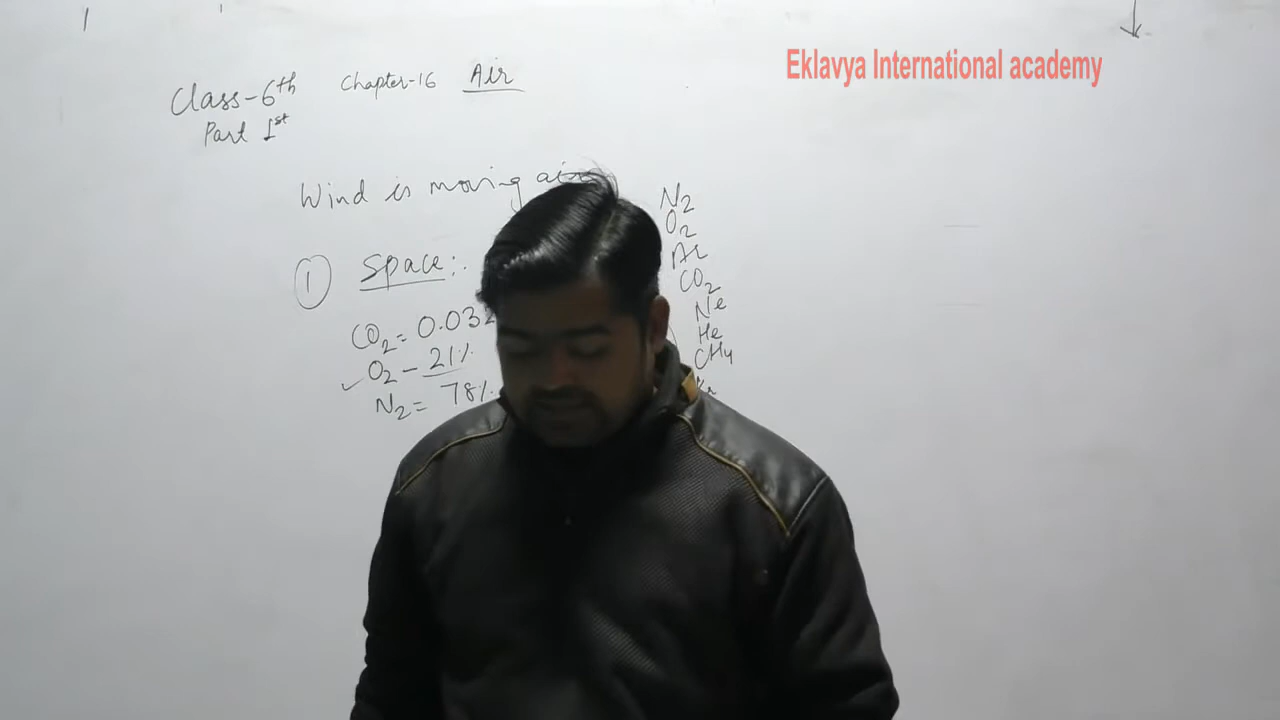 Eklavya International academy
Class-6th Chapter-16 Air
Part 1st
Wind is moving air
① Space:-
CO2 = 0.032
✓ O2 - 21%
N2 = 78%
N2
O2
Ar
CO2
Ne
He
CH4